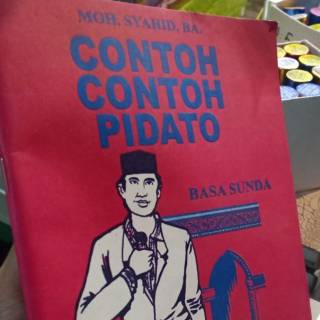 MOH. SYAHID, BA.
CONTOH
CONTOH
PIDATO
BASA SUNDA